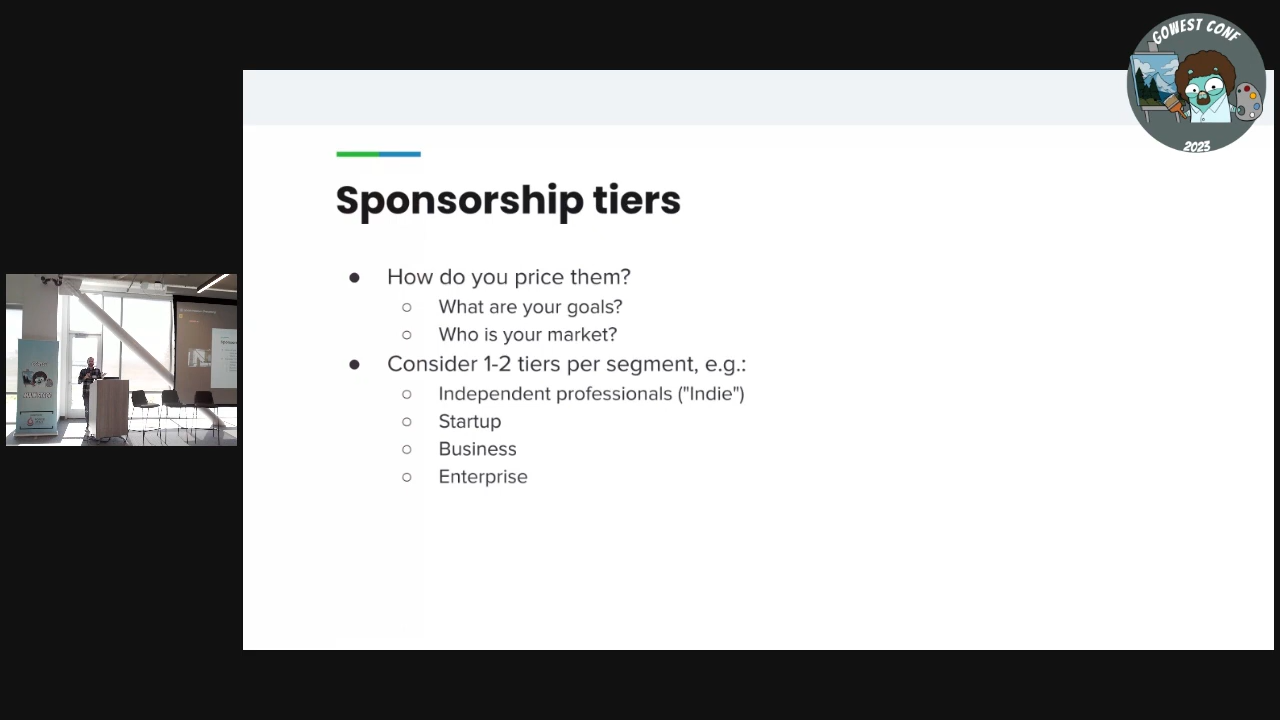 GOWEST CONF
2023
Sponsorship tiers
● How do you price them?
○ What are your goals?
○ Who is your market?
● Consider 1-2 tiers per segment, e.g.:
○ Independent professionals ("Indie")
○ Startup
○ Business
○ Enterprise